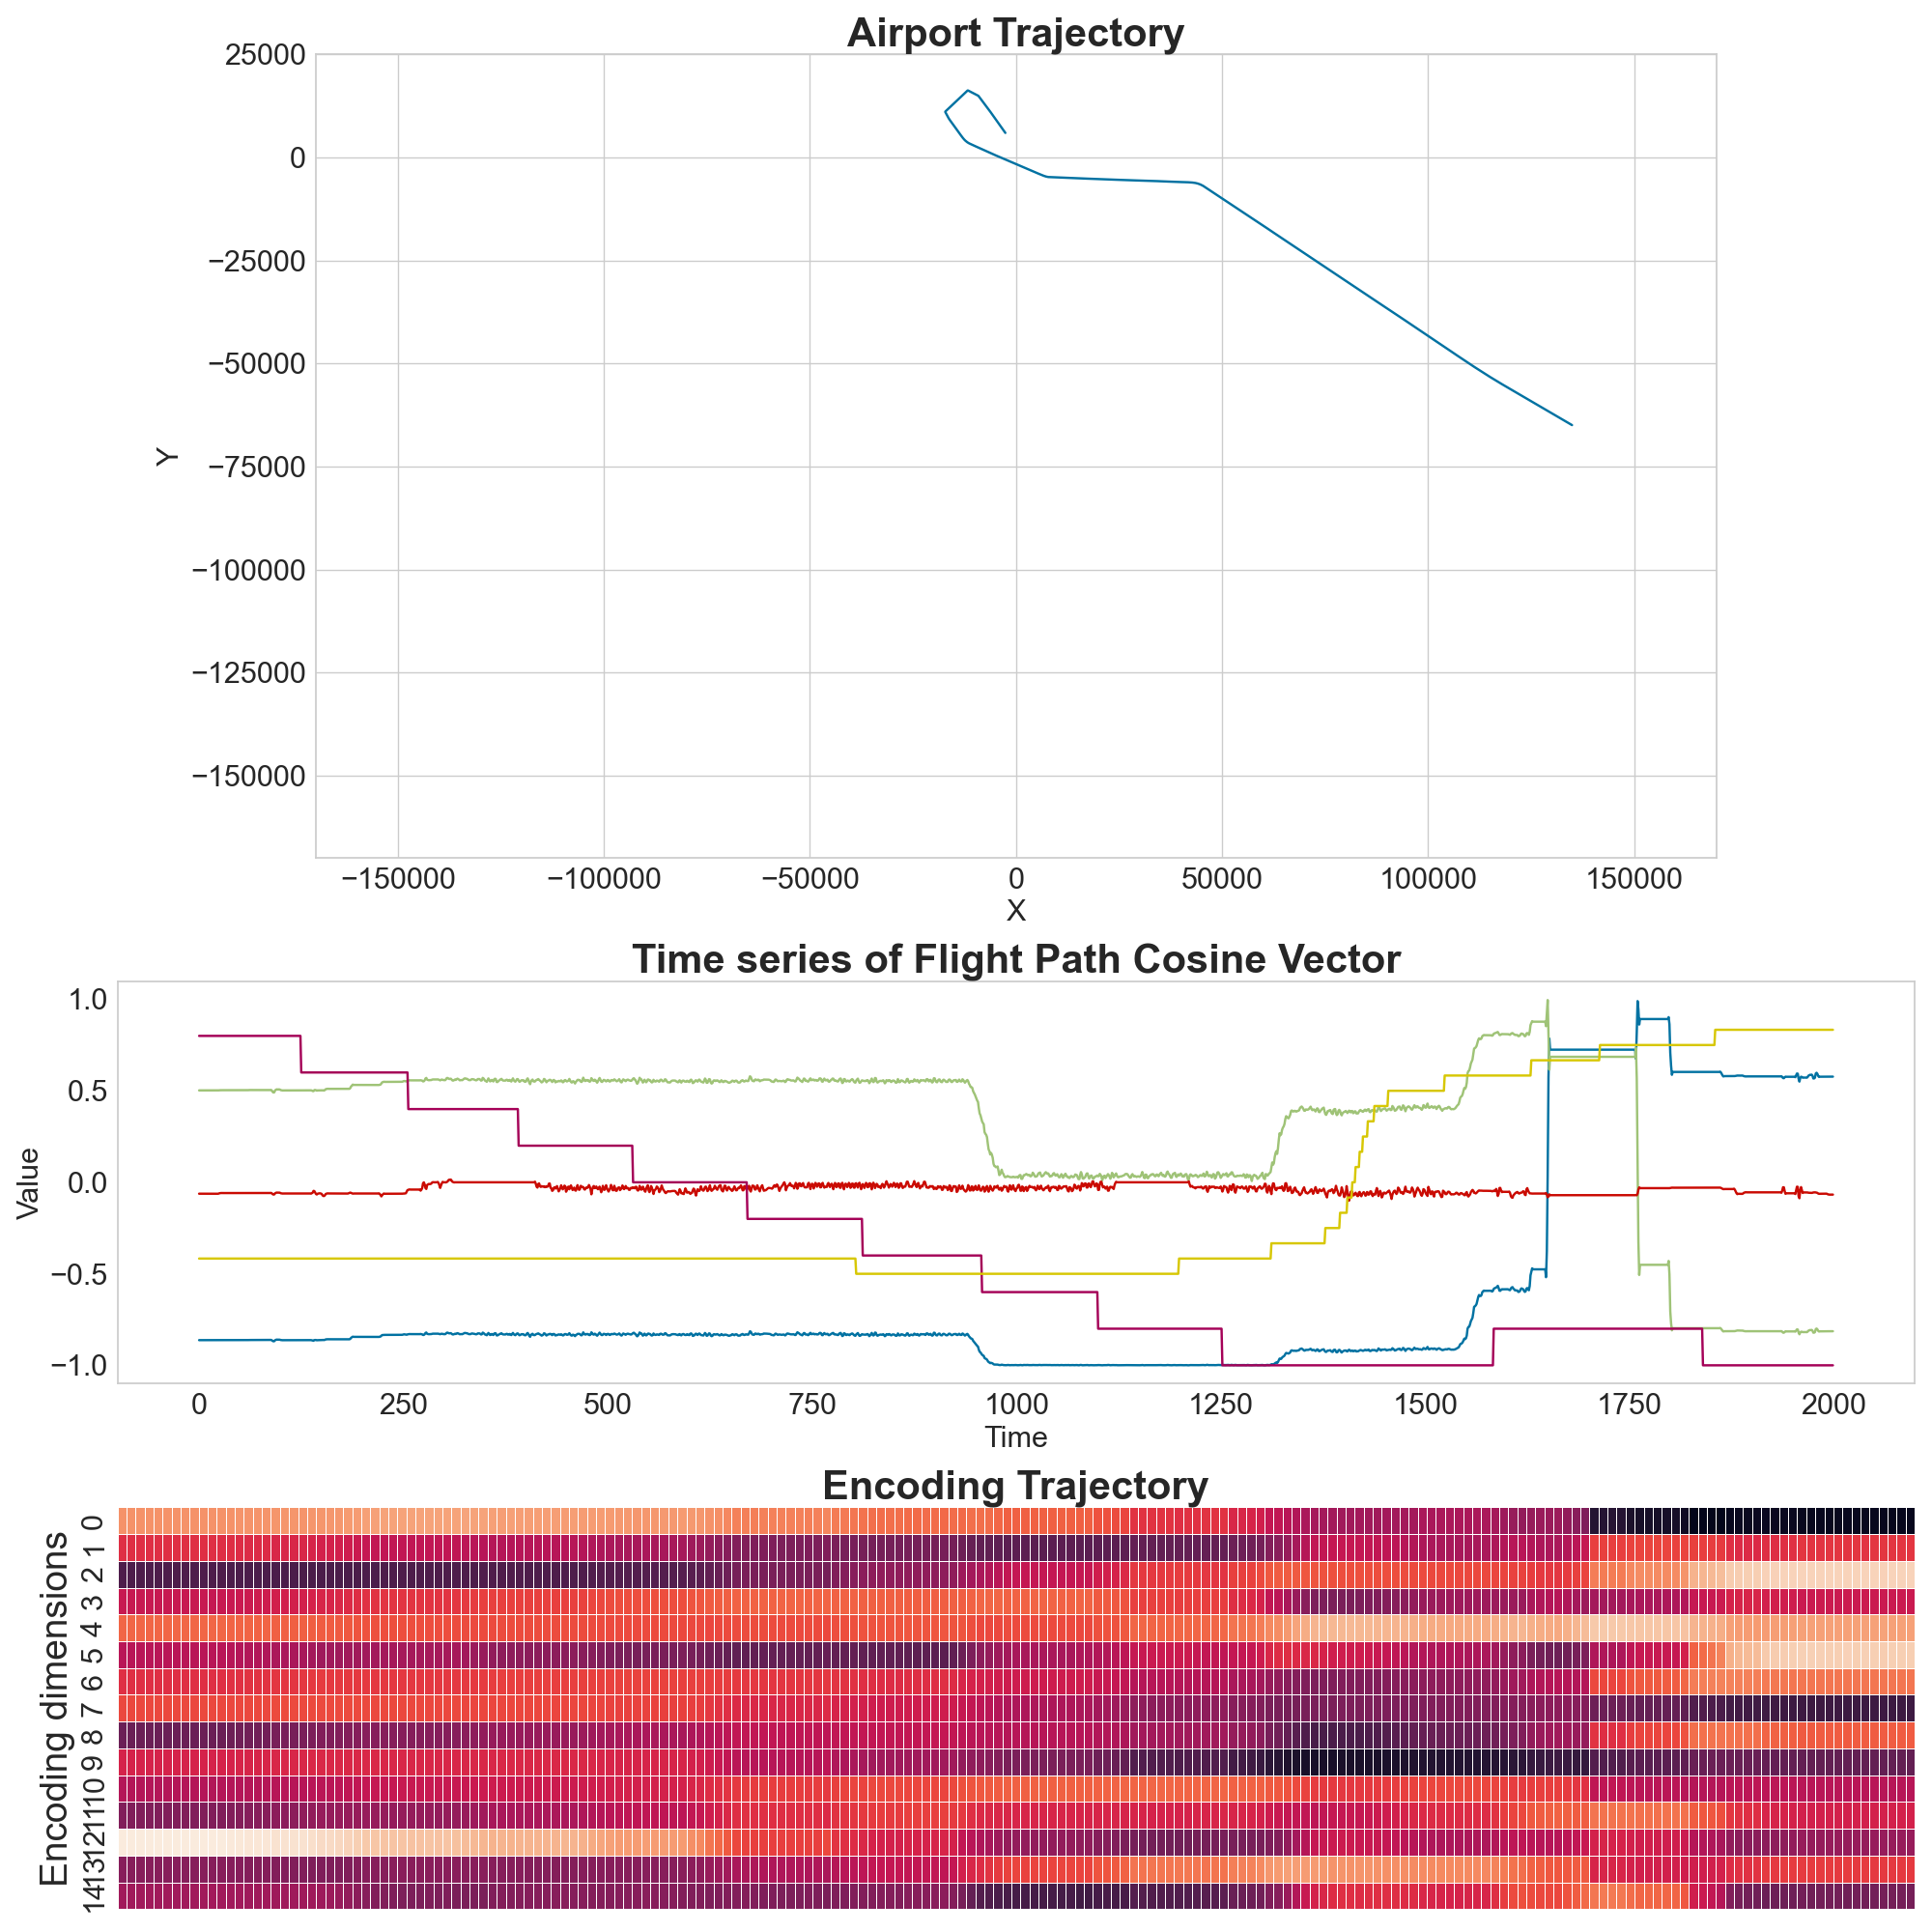 Airport Trajectory
25000
0
−25000
−50000
−75000
−100000
−125000
−150000
Y
−150000 −100000 −50000 0 50000 100000 150000
X
Time series of Flight Path Cosine Vector
1.0
0.5
0.0
−0.5
−1.0
Value
0 250 500 750 1000 1250 1500 1750 2000
Time
Encoding Trajectory
Encoding dimensions
0
1
2
3
4
5
6
7
8
9
10
11
12
13
14